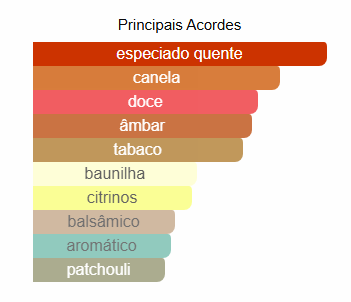 Principais Acordes
especiado quente
canela
doce
âmbar
tabaco
baunilha
citrinos
balsâmico
aromático
patchouli